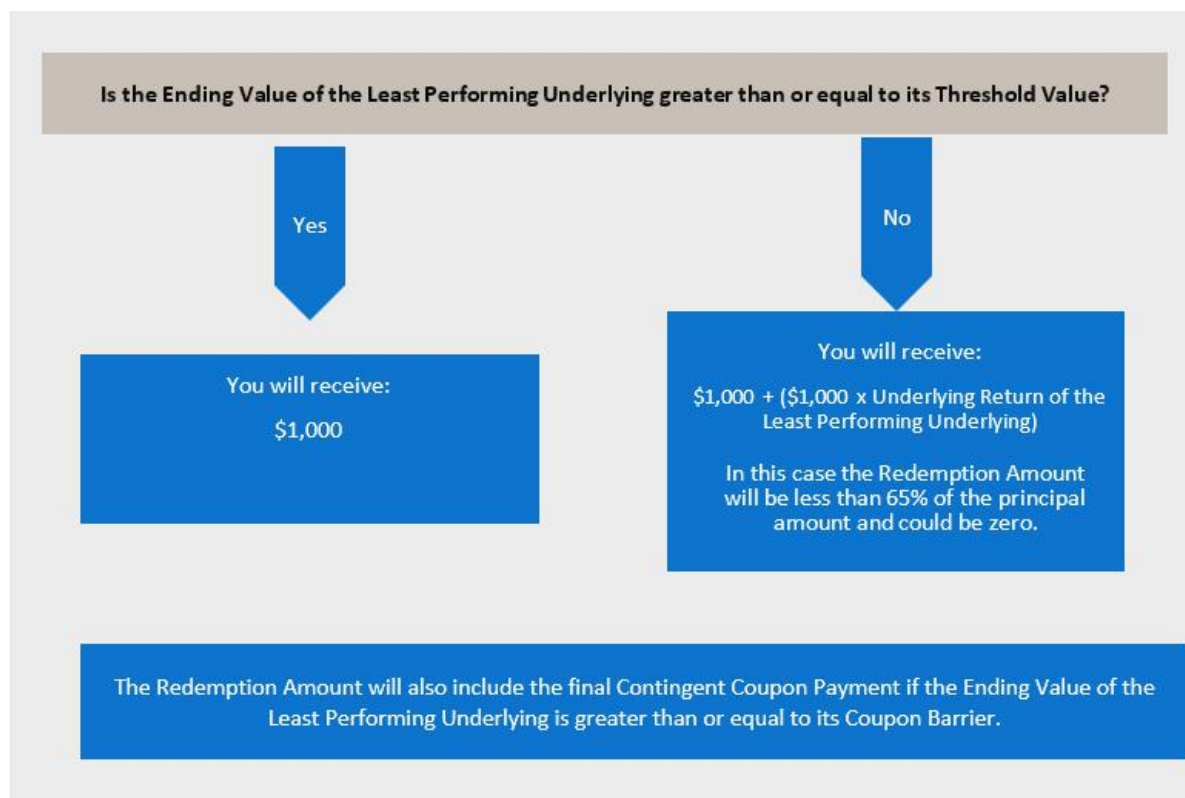 Is the Ending Value of the Least Performing Underlying greater than or equal to its Threshold Value?
Yes
No
You will receive:
$1,000
You will receive:
$1,000 + ($1,000 x Underlying Return of the
Least Performing Underlying)
In this case the Redemption Amount
will be less than 65% of the principal
amount and could be zero.
The Redemption Amount will also include the final Contingent Coupon Payment if the Ending Value of the
Least Performing Underlying is greater than or equal to its Coupon Barrier.